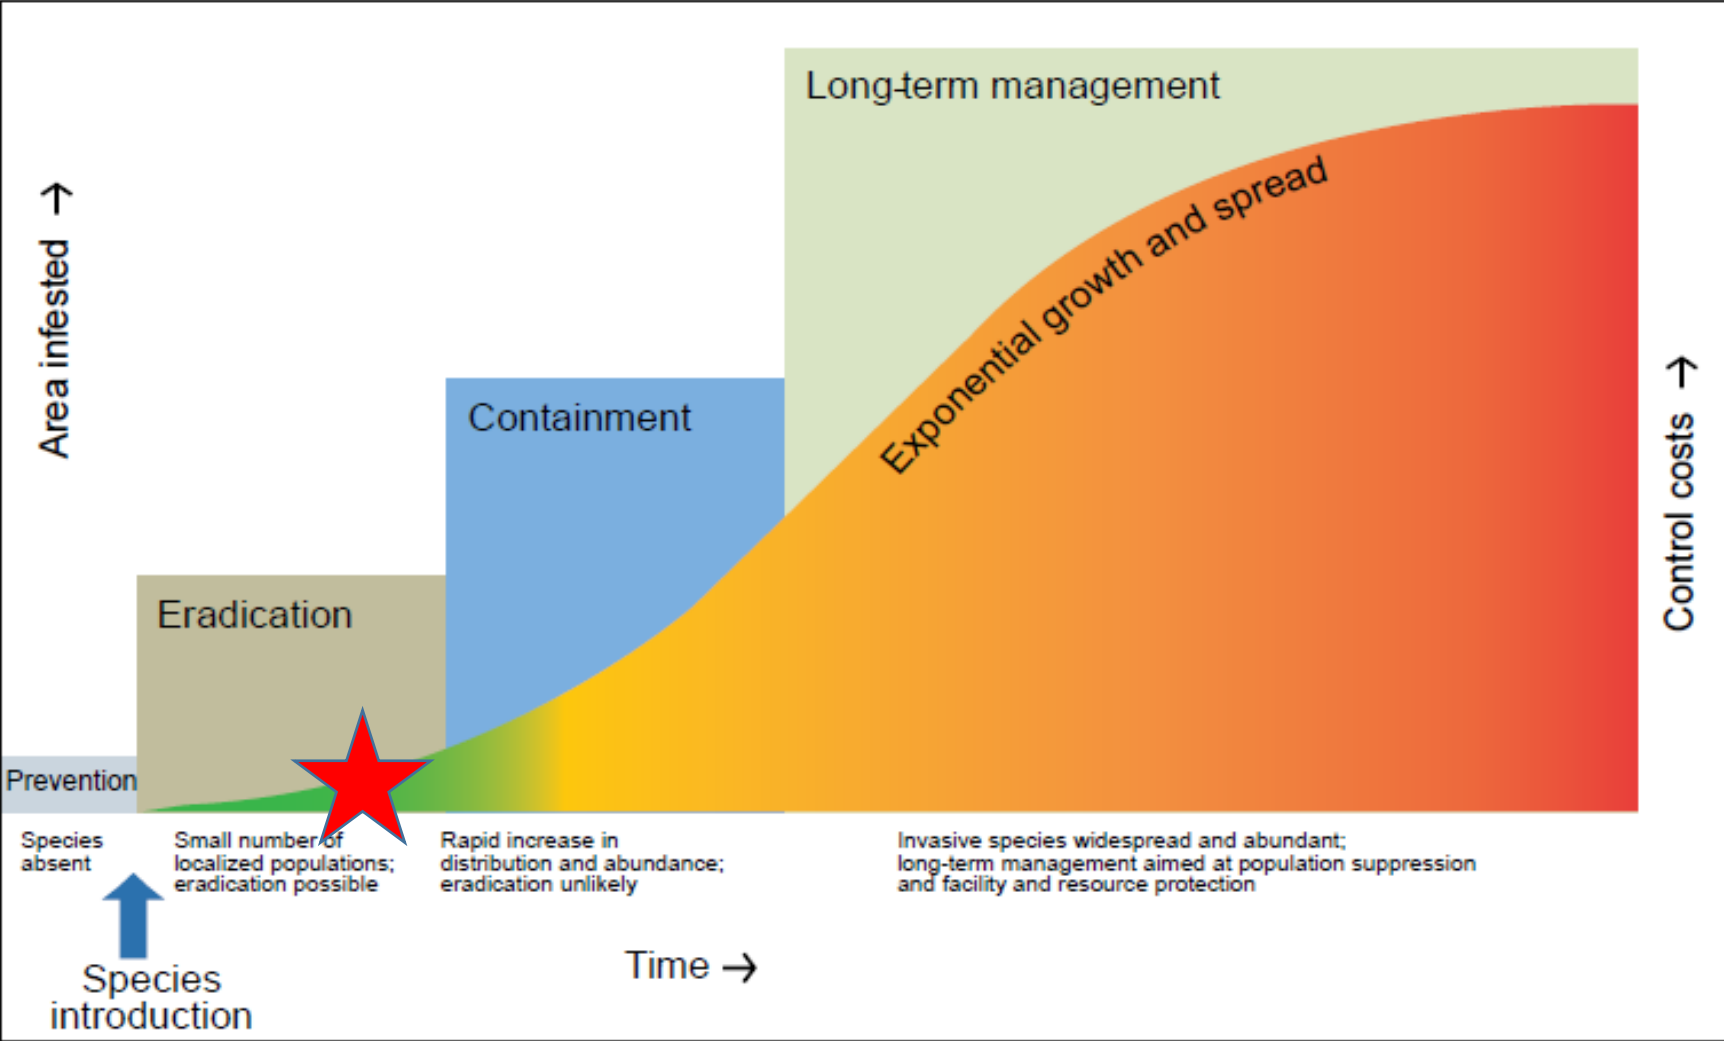 Long-term management
Area infested →
Exponential growth and spread
Control costs →
Containment
Eradication
Prevention
Species
absent
Small number of
localized populations;
eradication possible
Rapid increase in
distribution and abundance;
eradication unlikely
Invasive species widespread and abundant;
long-term management aimed at population suppression
and facility and resource protection
Time →
Species
introduction